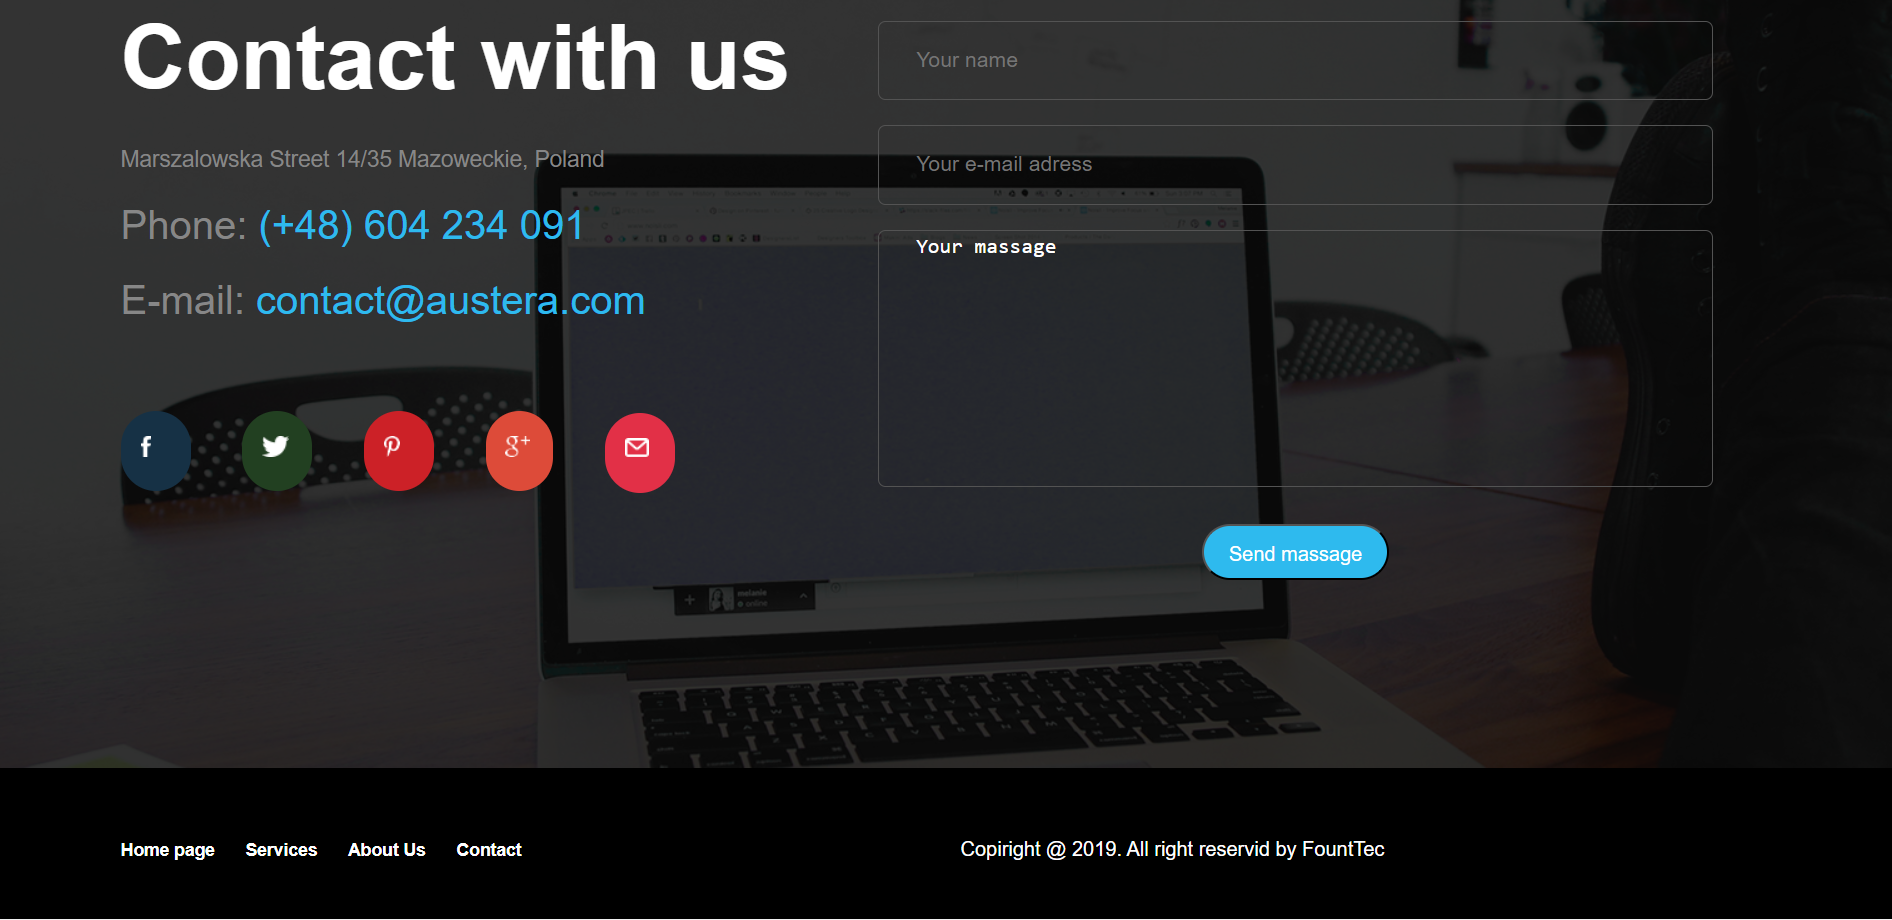 Contact with us
Marszalowska Street 14/35 Mazoweckie, Poland
Phone: (+48) 604 234 091
E-mail: contact@austera.com
Your name
Your e-mail adress
Your massage
Send massage
melanie
online
Home page Services About Us Contact
Copiright @ 2019. All right reservid by FountTec